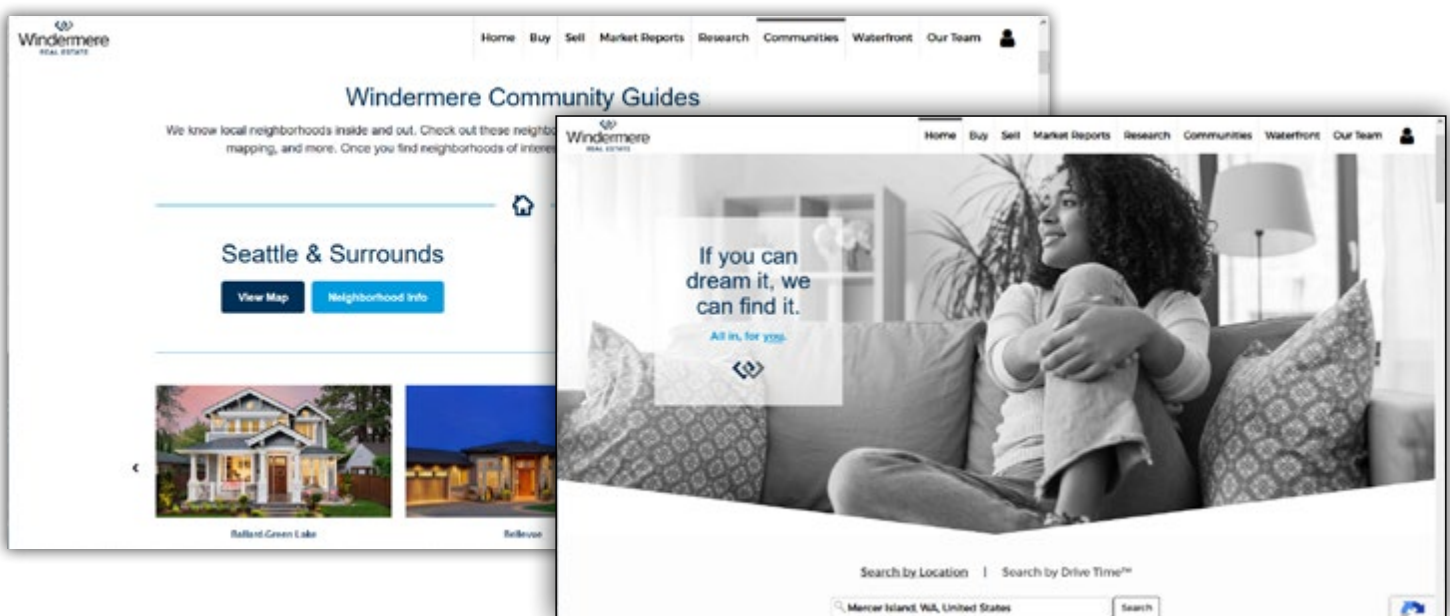 Windermere
REAL ESTATE
Home Buy Sell Market Reports Research Communities Waterfront Our Team
Windermere Community Guides
We know local neighborhoods inside and out. Check out these
mapping, and more. Once you find neighborhoods of
Seattle & Surrounds
View Map Neighborhood Info
Ballard-Green Lake Bellevue
Windermere
REAL ESTATE
Home Buy Sell Market Reports Research Communities Waterfront Our Team
If you can
dream it, we
can find it.
All in, for you.
Search by Location | Search by Drive Time™
Mercer Island, WA, United States Search